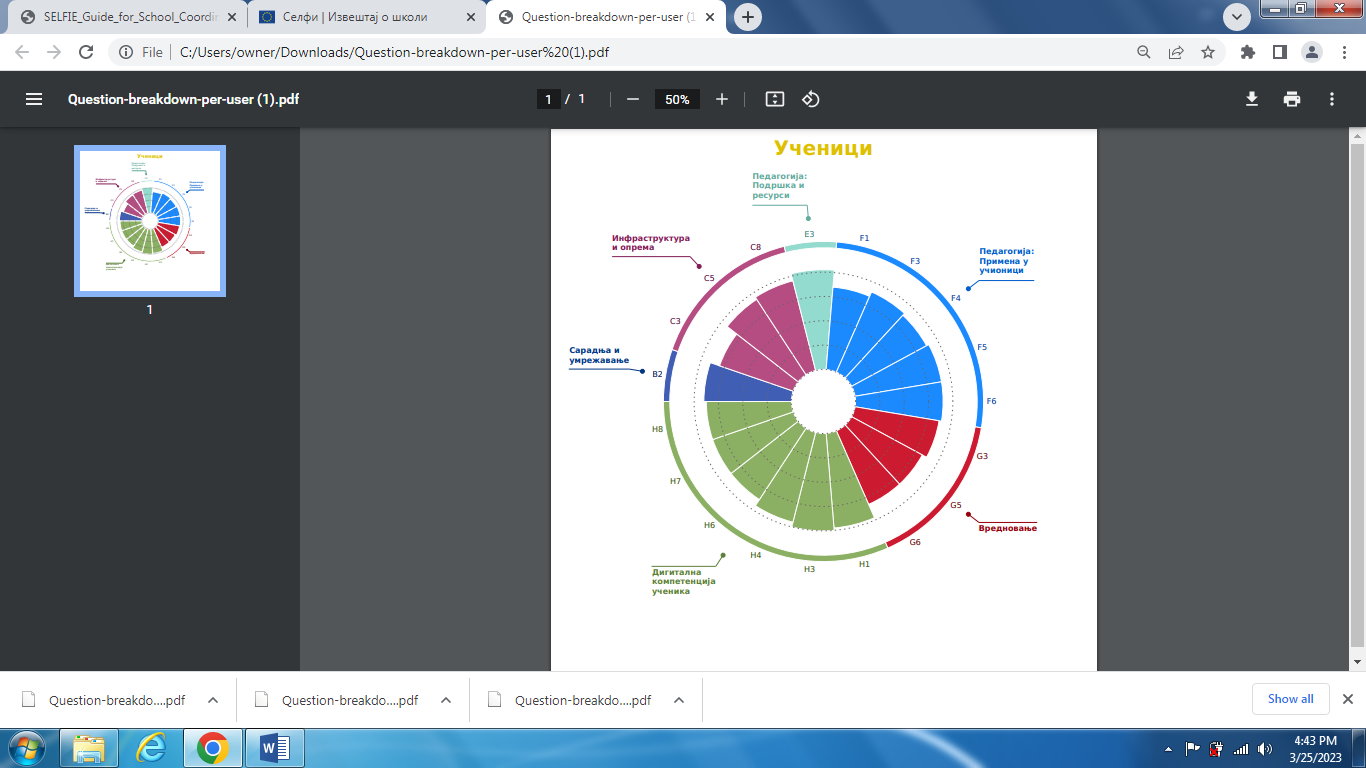 SELFIE_Guide_for_School_Coordin
Селфи | Извештај о школи
Question-breakdown-per-user (1
File
C:/Users/owner/Downloads/Question-breakdown-per-user%20(1).pdf
Question-breakdown-per-user (1).pdf
1 / 1
50%
1
Ученици
Педагогија:
Подршка и
ресурси
Инфраструктура
и опрема
Педагогија:
Примена у
учионици
Сарадња и
умрежавање
Вредновање
Дигитална
компетенција
ученика
E3
F1
F3
F4
F5
F6
G3
G5
G6
H1
H3
H4
H6
H7
H8
B2
C3
C5
C8
Question-breakdo....pdf
Question-breakdo....pdf
Question-breakdo....pdf
Show all
4:43 PM
3/25/2023